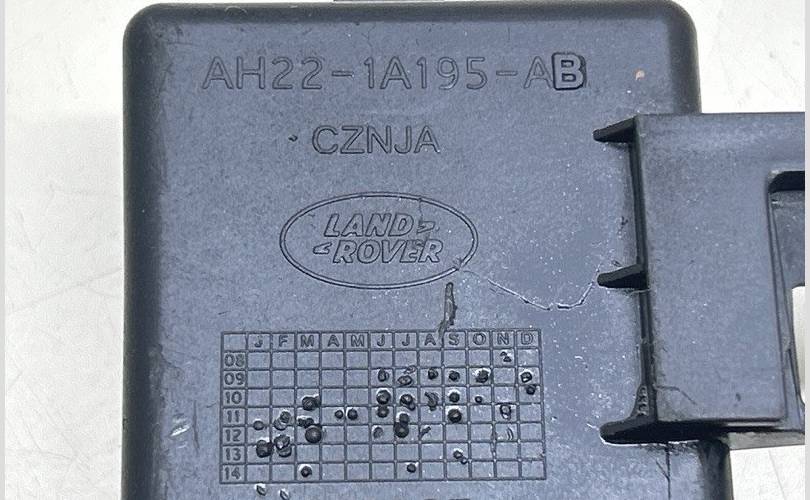 AH22-1A195-AB
CZNJA
LAND
ROVER
J F M A M J J A S O N D
08
09
10
11
12
13
14